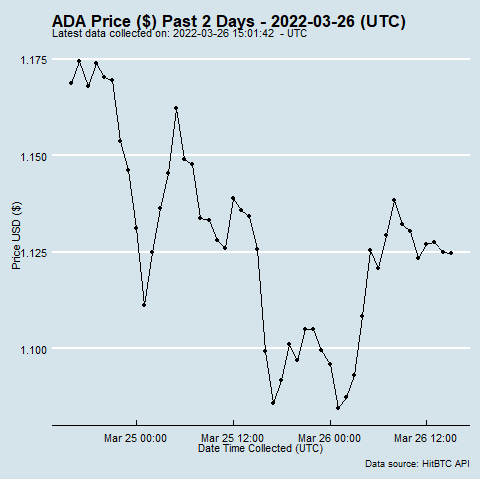 ADA Price ($) Past 2 Days - 2022-03-26 (UTC)
Latest data collected on: 2022-03-26 15:01:42 - UTC
1.175
1.150
1.125
1.100
Price USD ($)
Mar 25 00:00 Mar 25 12:00 Mar 26 00:00 Mar 26 12:00
Date Time Collected (UTC)
Data source: HitBTC API